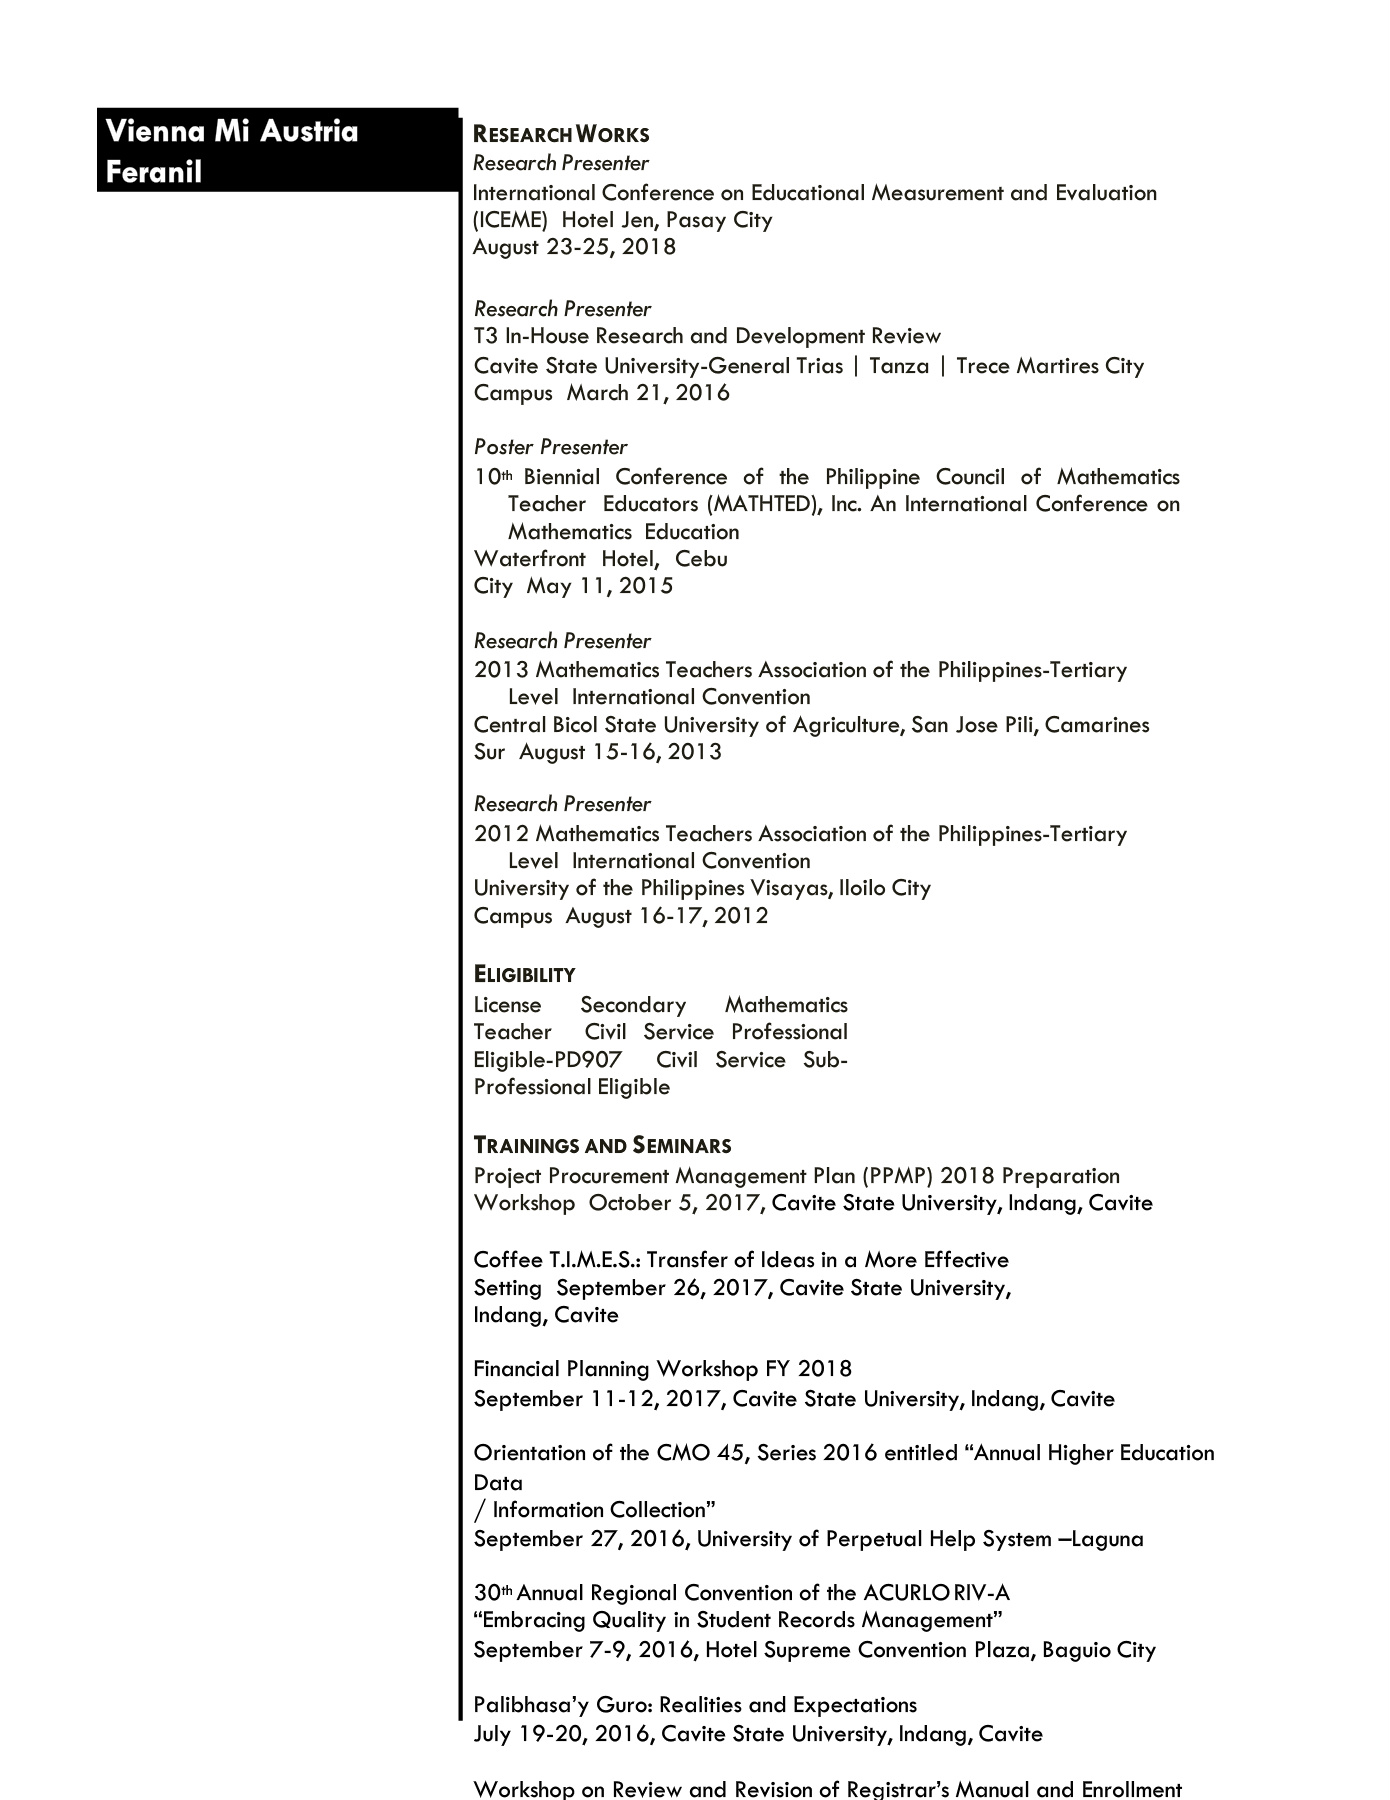 Vienna Mi Austria
Feranil
RESEARCH WORKS
Research Presenter
International Conference on Educational Measurement and Evaluation
(ICEME) Hotel Jen, Pasay City
August 23-25, 2018
Research Presenter
T3 In-House Research and Development Review
Cavite State University-General Trias | Tanza | Trece Martires City
Campus March 21, 2016
Poster Presenter
10th Biennial Conference of the Philippine Council of Mathematics
Teacher Educators (MATHTED), Inc. An International Conference on
Mathematics Education
Waterfront Hotel, Cebu
City May 11, 2015
Research Presenter
2013 Mathematics Teachers Association of the Philippines-Tertiary
Level International Convention
Central Bicol State University of Agriculture, San Jose Pili, Camarines
Sur August 15-16, 2013
Research Presenter
2012 Mathematics Teachers Association of the Philippines-Tertiary
Level International Convention
University of the Philippines Visayas, Iloilo City
Campus August 16-17, 2012
ELIGIBILITY
License Secondary Mathematics
Teacher Civil Service Professional
Eligible-PD907 Civil Service Sub-
Professional Eligible
TRAININGS AND SEMINARS
Project Procurement Management Plan (PPMP) 2018 Preparation
Workshop October 5, 2017, Cavite State University, Indang, Cavite
Coffee T.I.M.E.S.: Transfer of Ideas in a More Effective
Setting September 26, 2017, Cavite State University,
Indang, Cavite
Financial Planning Workshop FY 2018
September 11-12, 2017, Cavite State University, Indang, Cavite
Orientation of the CMO 45, Series 2016 entitled “Annual Higher Education
Data
/ Information Collection”
September 27, 2016, University of Perpetual Help System –Laguna
30th Annual Regional Convention of the ACURLO RIV-A
“Embracing Quality in Student Records Management”
September 7-9, 2016, Hotel Supreme Convention Plaza, Baguio City
Palibhasa’y Guro: Realities and Expectations
July 19-20, 2016, Cavite State University, Indang, Cavite
Workshop on Review and Revision of Registrar’s Manual and Enrollment